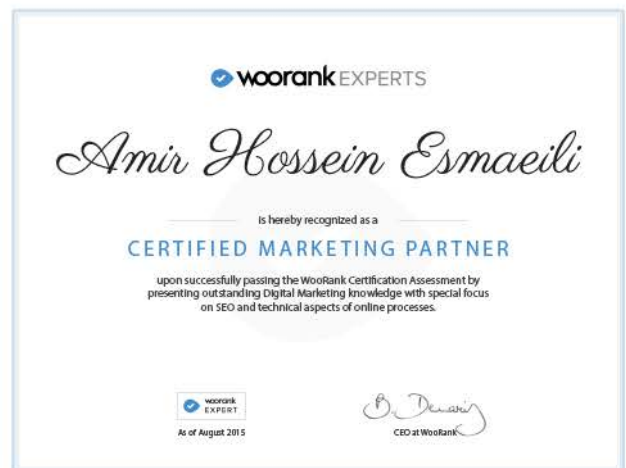 woorank EXPERTS
Amir Hossein Esmaeili
is hereby recognized as a
CERTIFIED MARKETING PARTNER
upon successfully passing the WooRank Certification Assessment by
presenting outstanding Digital Marketing knowledge with special focus
on SEO and technical aspects of online processes.
woorank
EXPERT
As of August 2015
CEO at WooRank